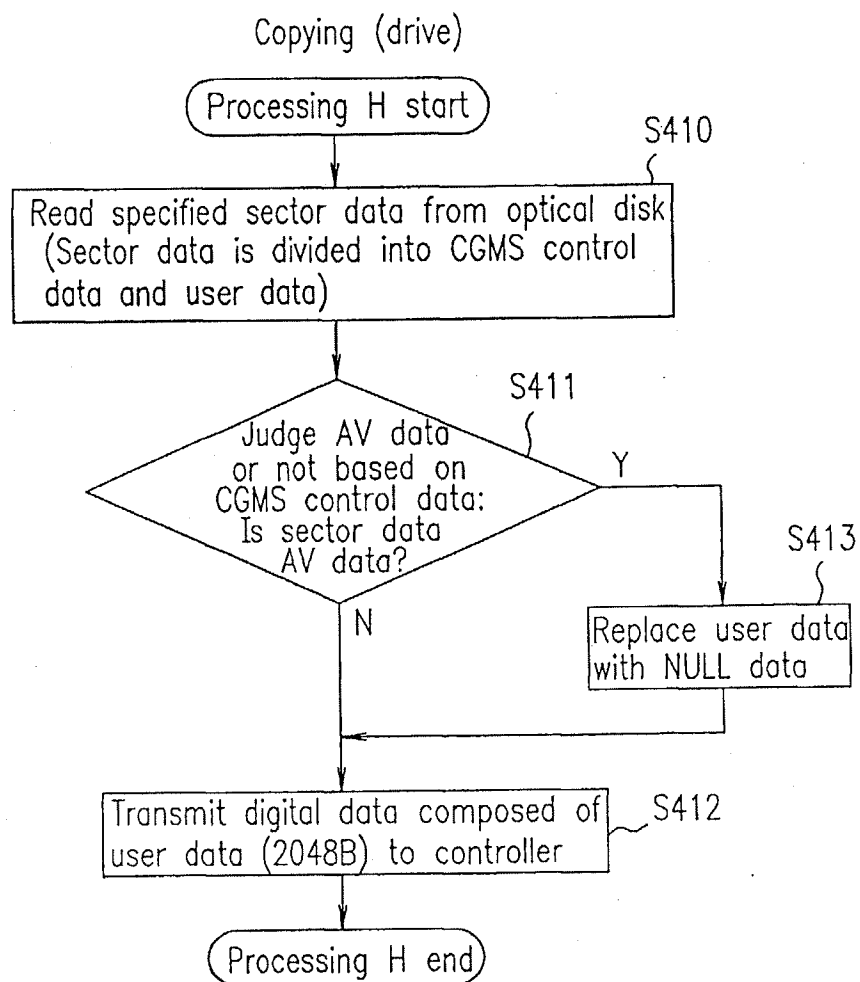 Copying (drive)
Processing H start
S410
Read specified sector data from optical disk
(Sector data is divided into CGMS control
data and user data)
S411
Judge AV data
or not based on
CGMS control data:
Is sector data
AV data?
Y
N
S413
Replace user data
with NULL data
Transmit digital data composed of
user data (2048B) to controller
S412
Processing H end